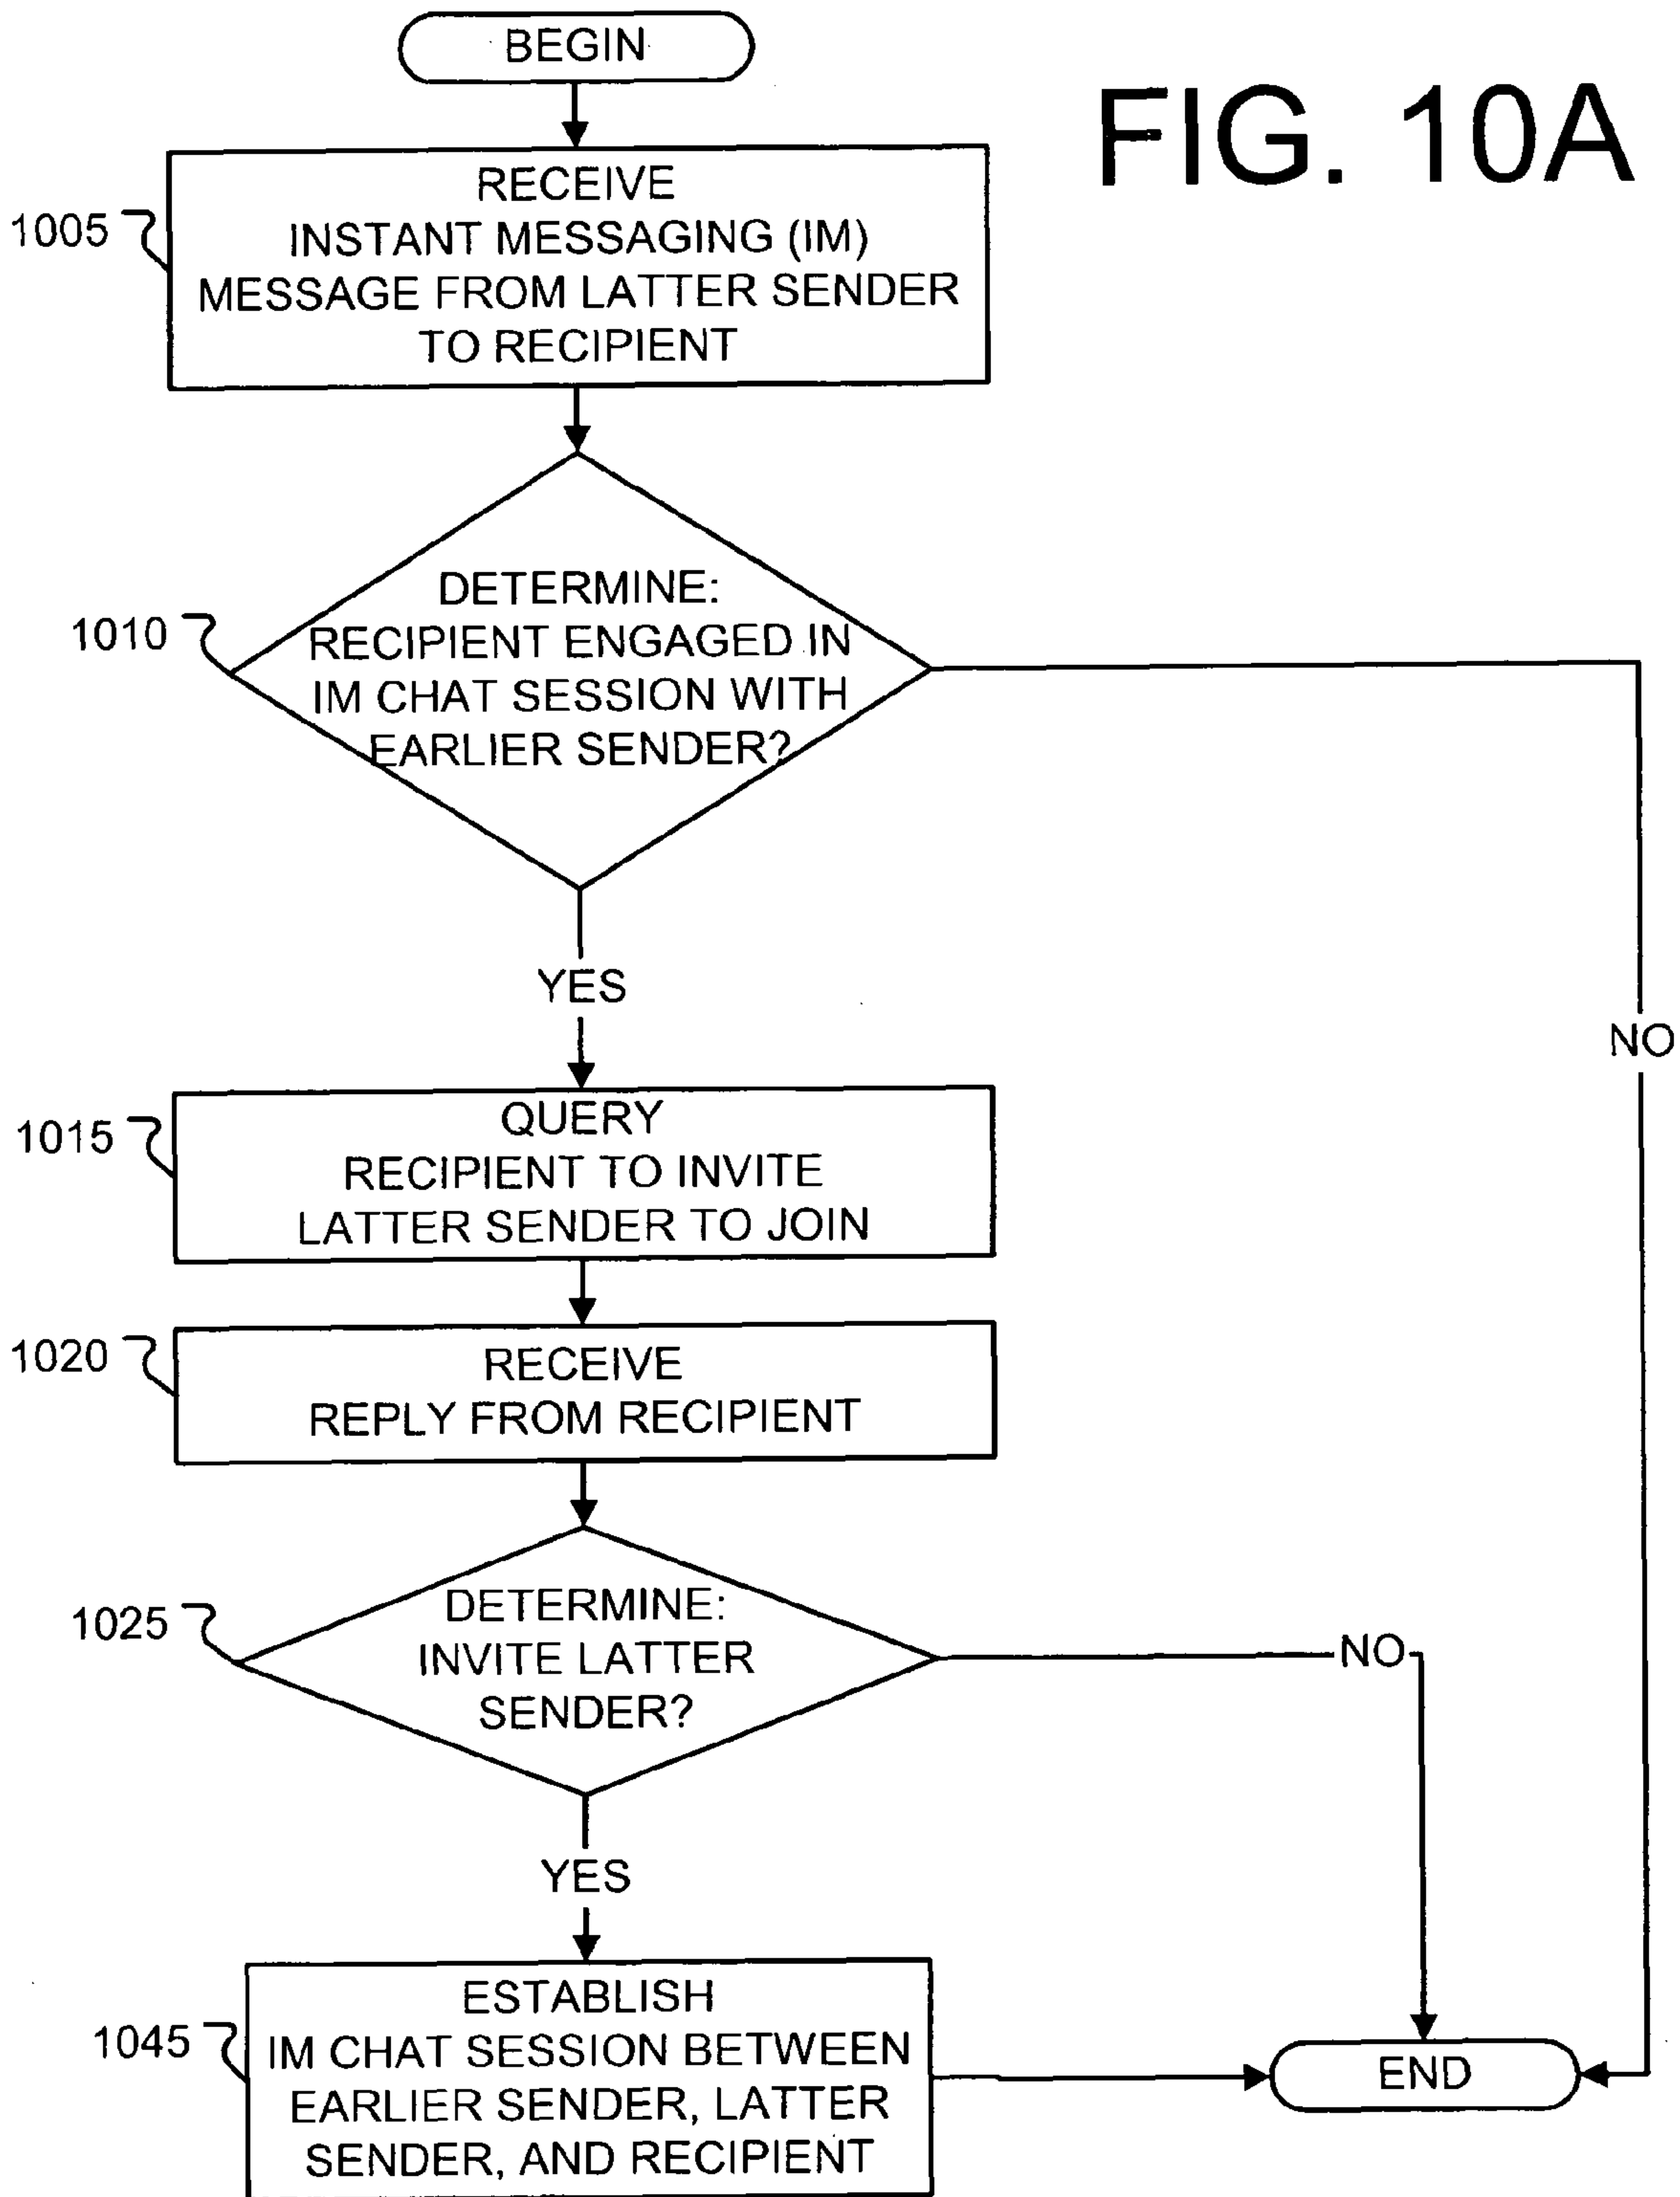 BEGIN
FIG. 10A
1005
RECEIVE
INSTANT MESSAGING (IM)
MESSAGE FROM LATTER SENDER
TO RECIPIENT
1010
DETERMINE:
RECIPIENT ENGAGED IN
IM CHAT SESSION WITH
EARLIER SENDER?
YES
NO
1015
QUERY
RECIPIENT TO INVITE
LATTER SENDER TO JOIN
1020
RECEIVE
REPLY FROM RECIPIENT
1025
DETERMINE:
INVITE LATTER
SENDER?
NO
YES
1045
ESTABLISH
IM CHAT SESSION BETWEEN
EARLIER SENDER, LATTER
SENDER, AND RECIPIENT
END